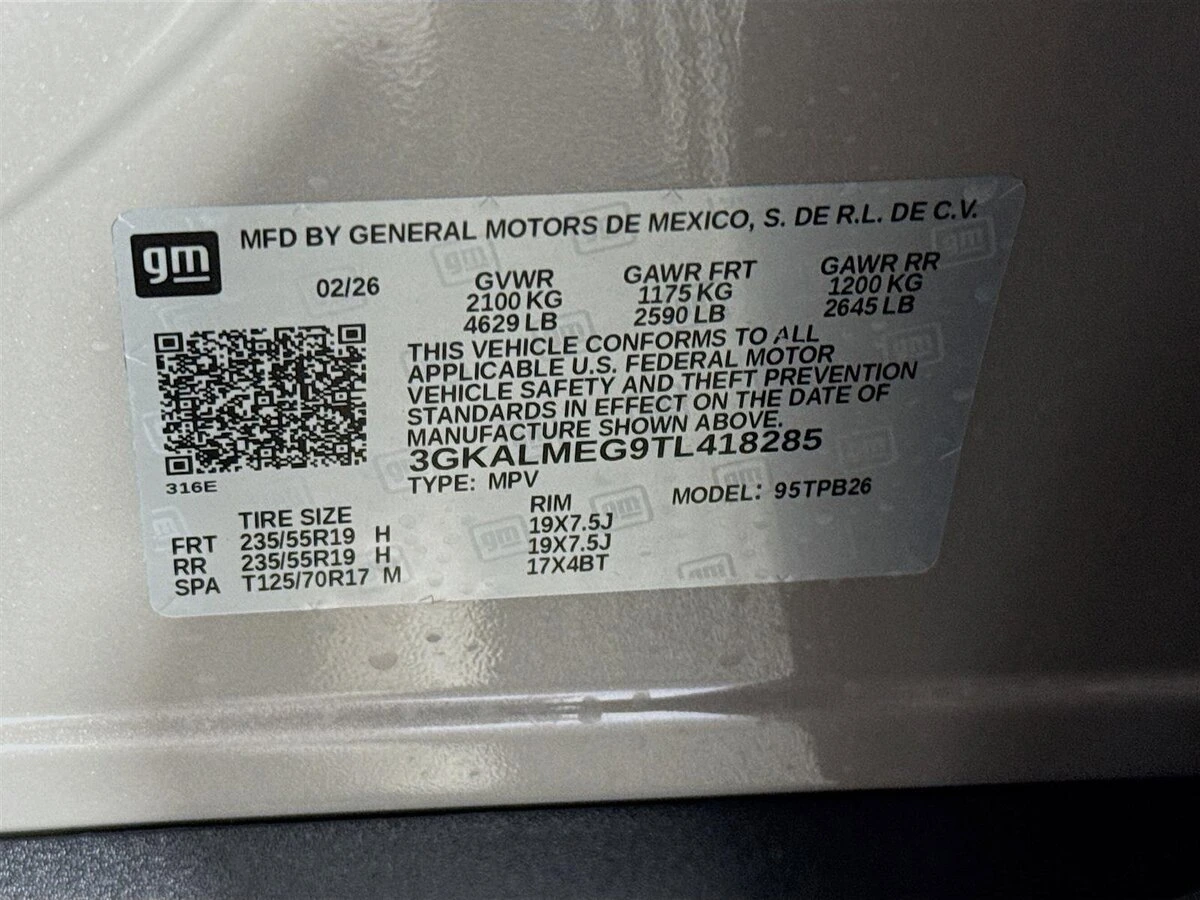 gm
MFD BY GENERAL MOTORS DE MEXICO, S. DE R.L. DE C.V.
02/26
GVWR GAWR FRT GAWR RR
2100 KG 1175 KG 1200 KG
4629 LB 2590 LB 2645 LB
THIS VEHICLE CONFORMS TO ALL
APPLICABLE U.S. FEDERAL MOTOR
VEHICLE SAFETY AND THEFT PREVENTION
STANDARDS IN EFFECT ON THE DATE OF
MANUFACTURE SHOWN ABOVE.
3GKALMEG9TL418285
316E
TYPE: MPV MODEL: 95TPB26
TIRE SIZE RIM
FRT 235/55R19 H 19X7.5J
RR 235/55R19 H 19X7.5J
SPA T125/70R17 M 17X4BT